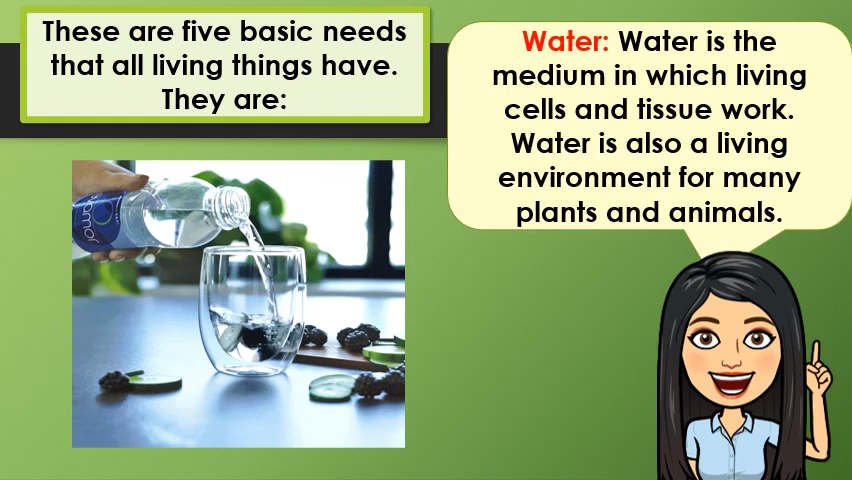 These are five basic needs
that all living things have.
They are:
Water: Water is the
medium in which living
cells and tissue work.
Water is also a living
environment for many
plants and animals.